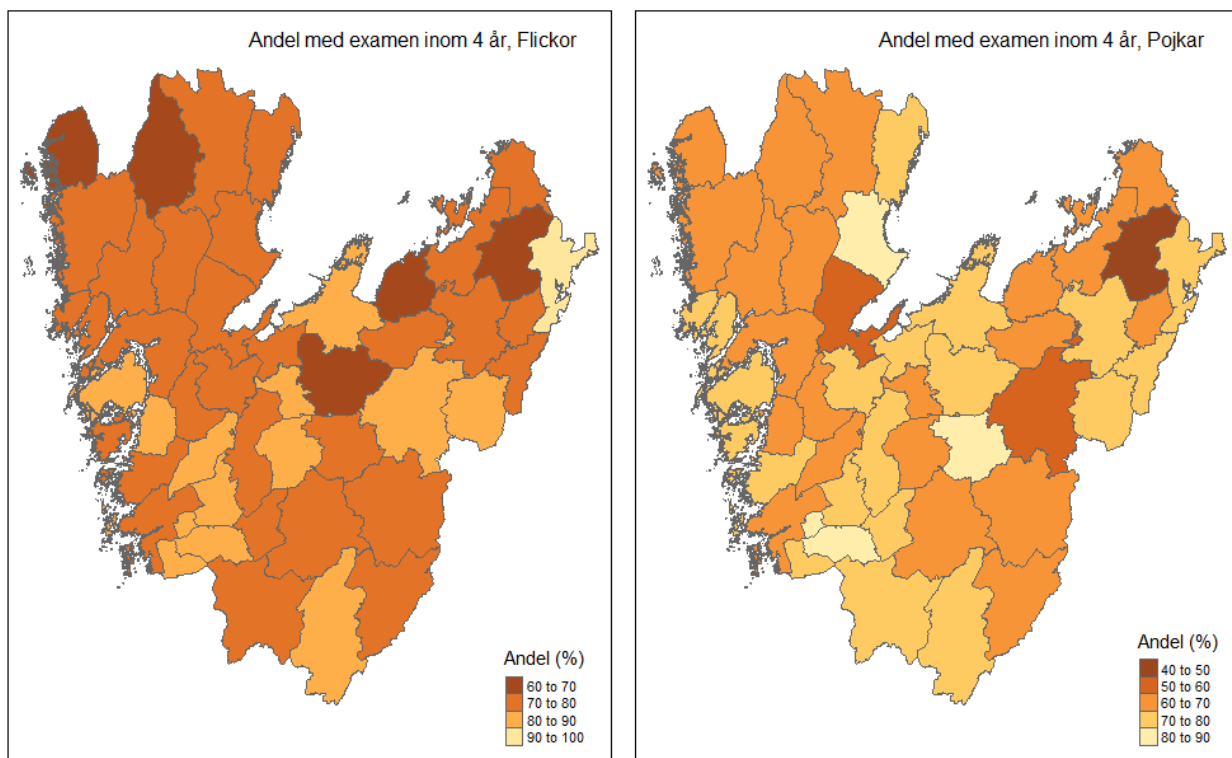 Andel med examen inom 4 år, Flickor
Andel (%)
60 to 70
70 to 80
80 to 90
90 to 100
Andel med examen inom 4 år, Pojkar
Andel (%)
40 to 50
50 to 60
60 to 70
70 to 80
80 to 90